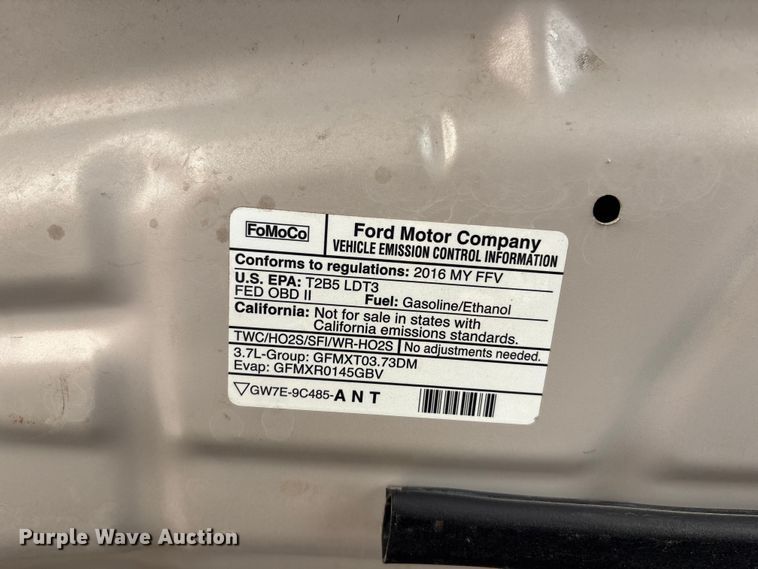 FoMoCo
Ford Motor Company
VEHICLE EMISSION CONTROL INFORMATION
Conforms to regulations: 2016 MY FFV
U.S. EPA: T2B5 LDT3
FED OBD II Fuel: Gasoline/Ethanol
California: Not for sale in states with
California emissions standards.
TWC/HO2S/SFI/WR-HO2S No adjustments needed.
3.7L-Group: GFMXT03.73DM
Evap: GFMXR0145GBV
GW7E-9C485-ANT
Purple Wave Auction